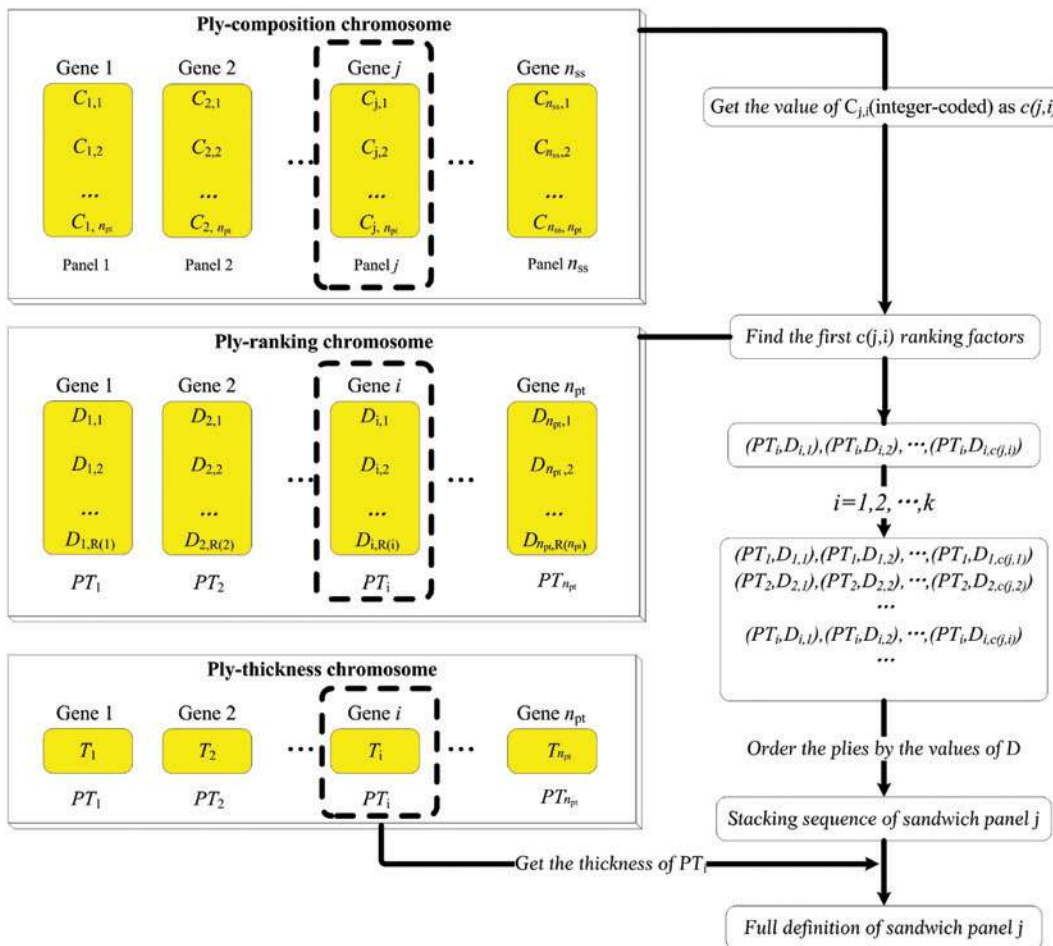 Ply-composition chromosome
Gene 1 Gene 2 Gene j Gene nss
C1,1 C2,1 Cj,1 Cnss,1
C1,2 C2,2 ... Cj,2 ... Cnss,2
... ... ... ...
C1, npt C2, npt Cj, npt Cnss, npt
Panel 1 Panel 2 Panel j Panel nss
Get the value of Cj,i(integer-coded) as c(j,i)
Ply-ranking chromosome
Find the first c(j,i) ranking factors
Gene 1 Gene 2 Gene i Gene npt
D1,1 D2,1 Di,1 Dnpt,1
D1,2 D2,2 ... Di,2 ... Dnpt,2
... ... ... ...
D1,R(1) D2,R(2) Di,R(i) Dnpt,R(npt)
PT1 PT2 PTi PTnpt
(PTi,Di,1),(PTi,Di,2), ···,(PTi,Di,c(j,i))
i=1,2, ···,k
(PT1,D1,1),(PT1,D1,2), ···,(PT1,D1,c(j,1))
(PT2,D2,1),(PT2,D2,2), ···,(PT2,D2,c(j,2))
...
(PTi,Di,1),(PTi,Di,2), ···,(PTi,Di,c(j,i))
...
Ply-thickness chromosome
Gene 1 Gene 2 Gene i Gene npt
T1 T2 ... Ti ... Tnpt
PT1 PT2 PTi PTnpt
Order the plies by the values of D
Stacking sequence of sandwich panel j
Get the thickness of PTi
Full definition of sandwich panel j